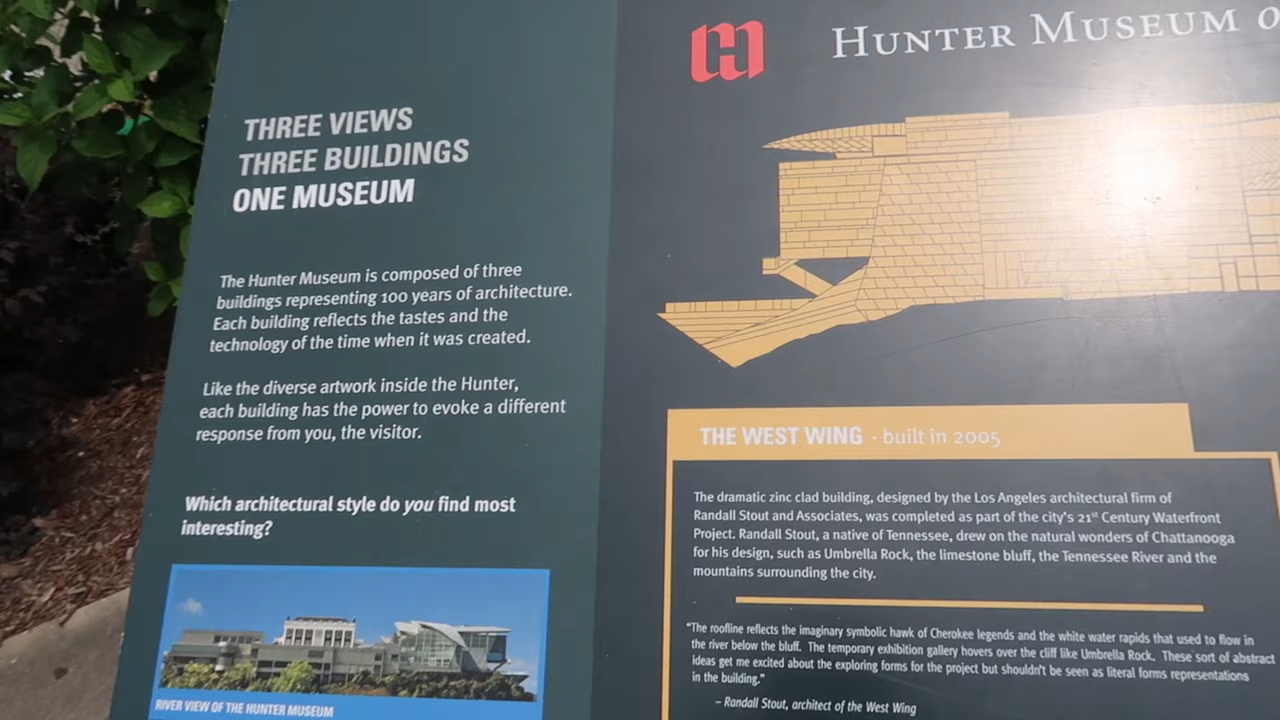 THREE VIEWS
THREE BUILDINGS
ONE MUSEUM
The Hunter Museum is composed of three
buildings representing 100 years of architecture.
Each building reflects the tastes and the
technology of the time when it was created.
Like the diverse artwork inside the Hunter,
each building has the power to evoke a different
response from you, the visitor.
Which architectural style do you find most
interesting?
RIVER VIEW OF THE HUNTER MUSEUM
HUNTER MUSEUM O
THE WEST WING - built in 2005
The dramatic zinc clad building, designed by the Los Angeles architectural firm of
Randall Stout and Associates, was completed as part of the city's 21st Century Waterfront
Project. Randall Stout, a native of Tennessee, drew on the natural wonders of Chattanooga
for his design, such as Umbrella Rock, the limestone bluff, the Tennessee River and the
mountains surrounding the city.
"The roofline reflects the imaginary symbolic hawk of Cherokee legends and the white water rapids that used to flow in
the river below the bluff. The temporary exhibition gallery hovers over the cliff like Umbrella Rock. These sort of abstract
ideas get me excited about the exploring forms for the project but shouldn't be seen as literal forms representations
in the building."
– Randall Stout, architect of the West Wing